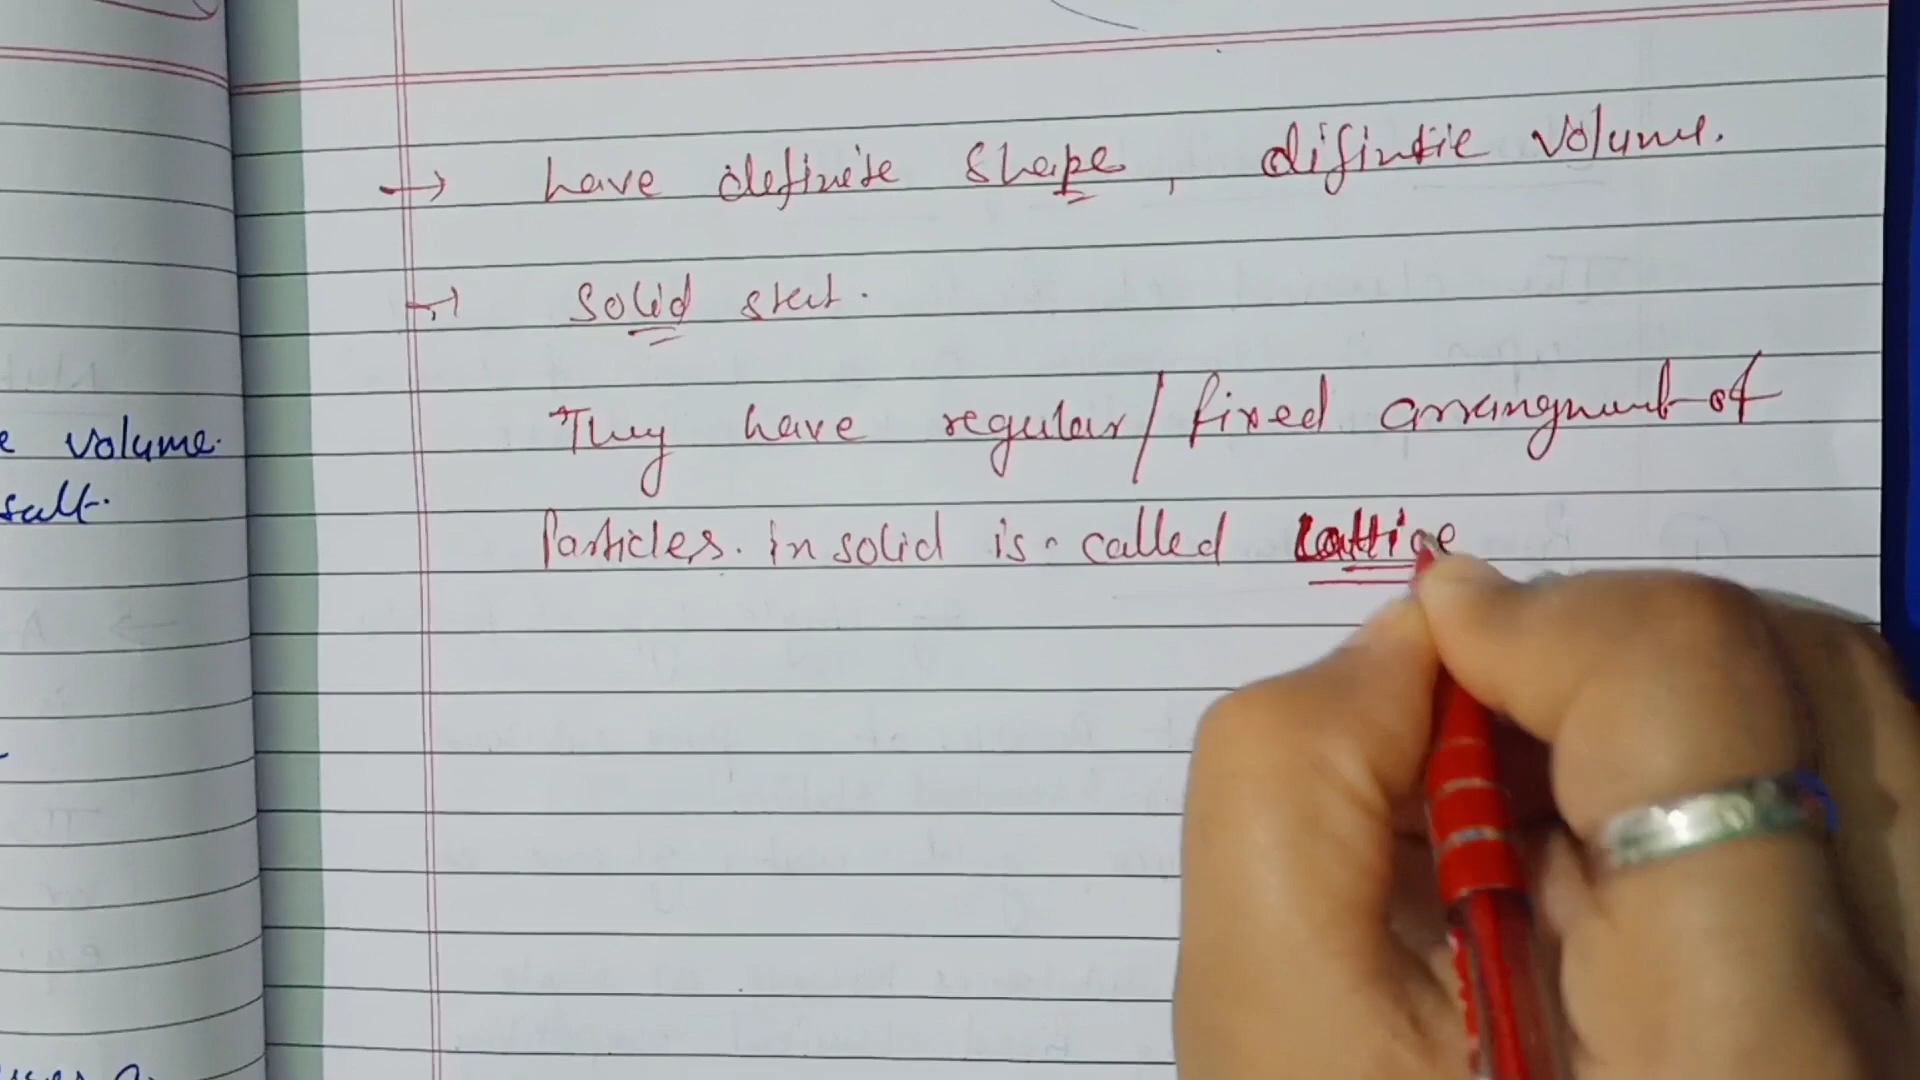 e volume.
salt.
→ have definite shape, difintie volume.
→ solid stat.
They have regular/fixed arrangment of
Particles. in solid is called Lattice